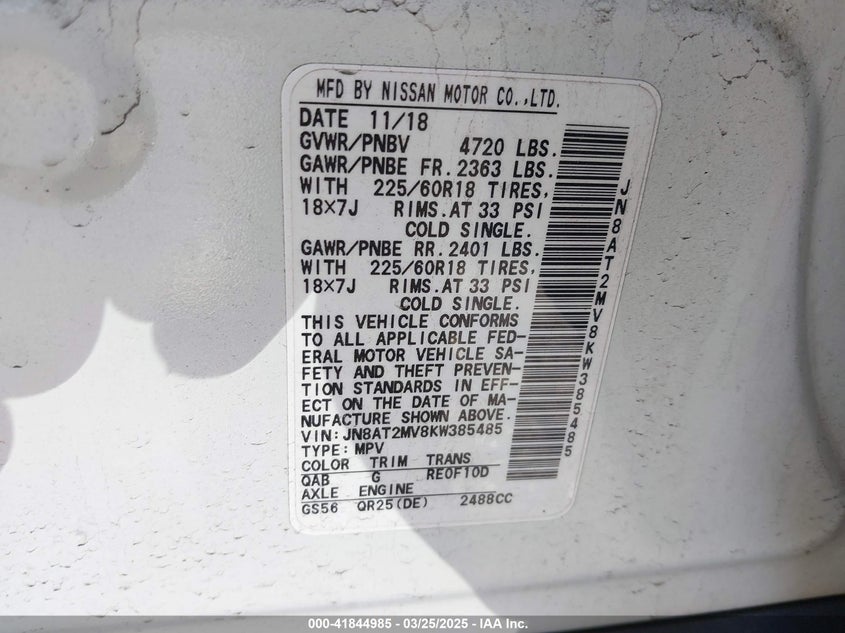 MFD BY NISSAN MOTOR CO.,LTD.
DATE 11/18
GVWR/PNBV 4720 LBS.
GAWR/PNBE FR. 2363 LBS.
WITH 225/60R18 TIRES,
18×7J RIMS. AT 33 PSI
COLD SINGLE.
GAWR/PNBE RR. 2401 LBS.
WITH 225/60R18 TIRES,
18×7J RIMS. AT 33 PSI
COLD SINGLE.
THIS VEHICLE CONFORMS
TO ALL APPLICABLE FED-
ERAL MOTOR VEHICLE SA-
FETY AND THEFT PREVEN-
TION STANDARDS IN EFF-
ECT ON THE DATE OF MA-
NUFACTURE SHOWN ABOVE.
VIN: JN8AT2MV8KW385485
TYPE: MPV
COLOR TRIM TRANS
QAB G RE0F10D
AXLE ENGINE
GS56 QR25(DE) 2488CC
JN8AT2MV8KW385485
000-41844985 - 03/25/2025 - IAA Inc.